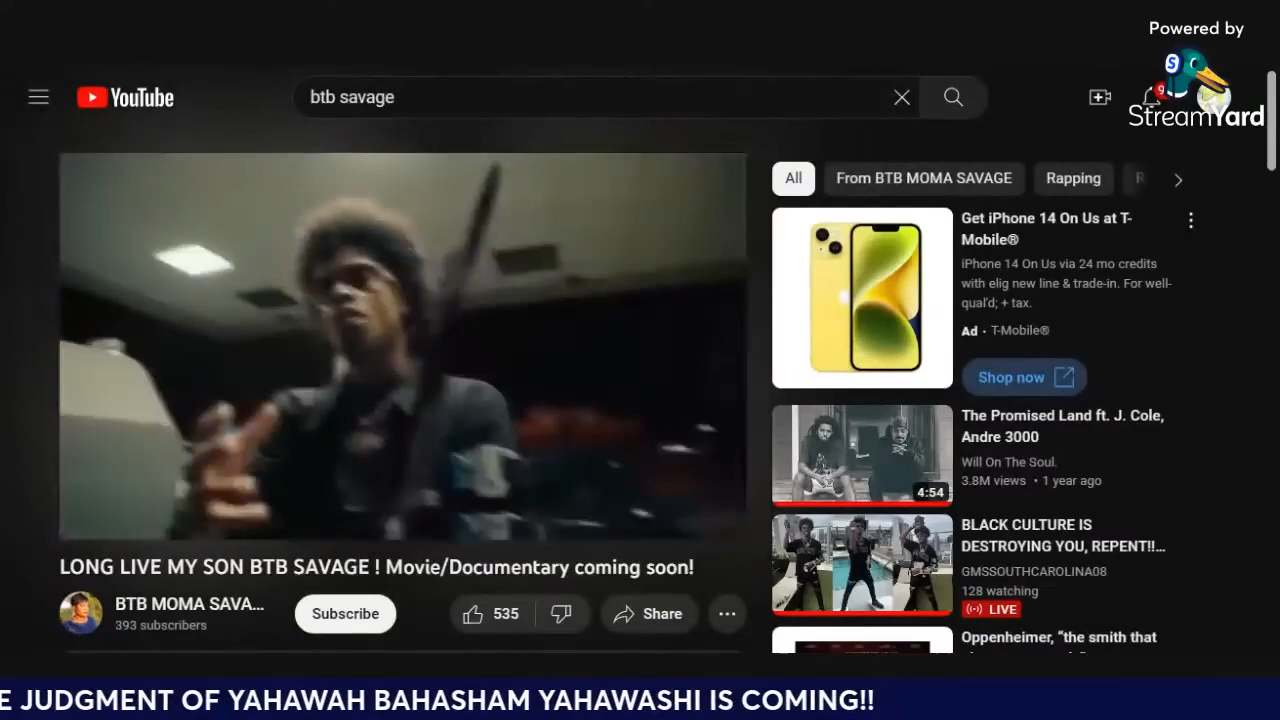 Powered by
StreamYard
YouTube
btb savage
All
From BTB MOMA SAVAGE
Rapping
Get iPhone 14 On Us at T-
Mobile®
iPhone 14 On Us via 24 mo credits
with elig new line & trade-in. For well-
qual'd; + tax.
Ad · T-Mobile®
Shop now
The Promised Land ft. J. Cole,
Andre 3000
Will On The Soul.
3.8M views • 1 year ago
4:54
BLACK CULTURE IS
DESTROYING YOU, REPENT!!...
GMSSOUTHCAROLINA08
128 watching
LIVE
Oppenheimer, “the smith that
LONG LIVE MY SON BTB SAVAGE ! Movie/Documentary coming soon!
BTB MOMA SAVA...
393 subscribers
Subscribe
535
Share
E JUDGMENT OF YAHAWAH BAHASHAM YAHAWASHI IS COMING!!